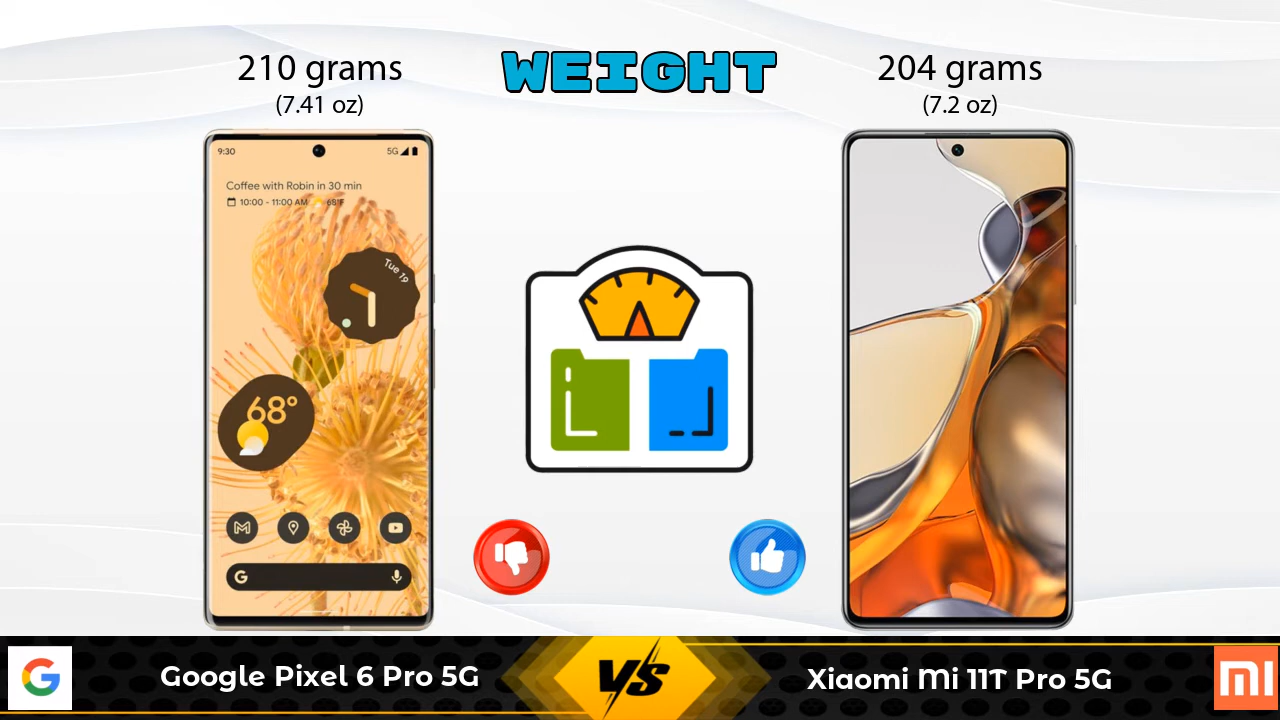 210 grams
(7.41 oz)
WEIGHT
204 grams
(7.2 oz)
9:30
5G
Coffee with Robin in 30 min
10:00 - 11:00 AM 68°F
Tue 19
68°
G
Google Pixel 6 Pro 5G
VS
Xiaomi Mi 11T Pro 5G
mi